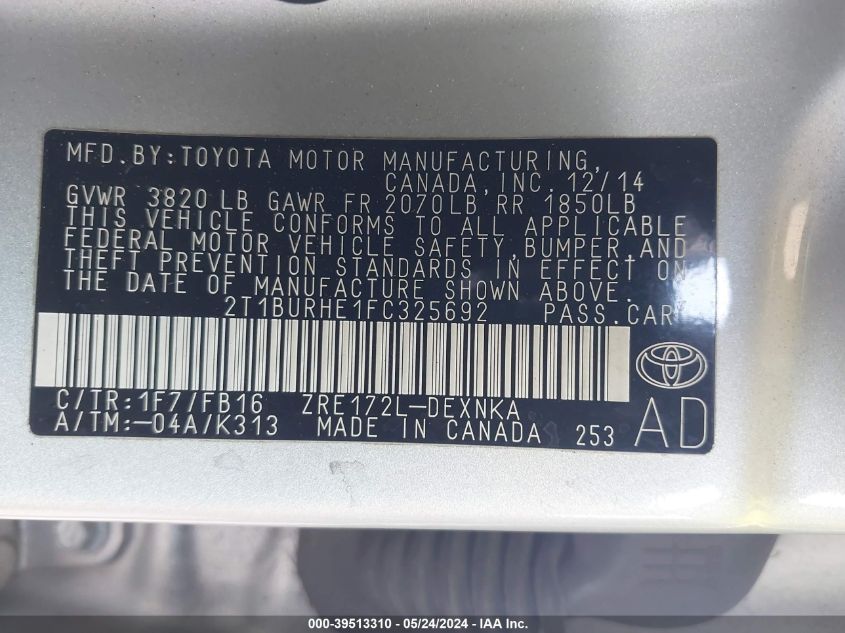 MFD.BY:TOYOTA MOTOR MANUFACTURING,
CANADA,INC. 12/14
GVWR 3820 LB GAWR FR 2070LB RR 1850LB
THIS VEHICLE CONFORMS TO ALL APPLICABLE
FEDERAL MOTOR VEHICLE SAFETY,BUMPER,AND
THEFT PREVENTION STANDARDS IN EFFECT ON
THE DATE OF MANUFACTURE SHOWN ABOVE.
2T1BURHE1FC325692 PASS.CAR
C/TR:1F7/FB16 ZRE172L-DEXNKA
A/TM:-04A/K313 MADE IN CANADA 253
AD
000-39513310 - 05/24/2024 - IAA Inc.